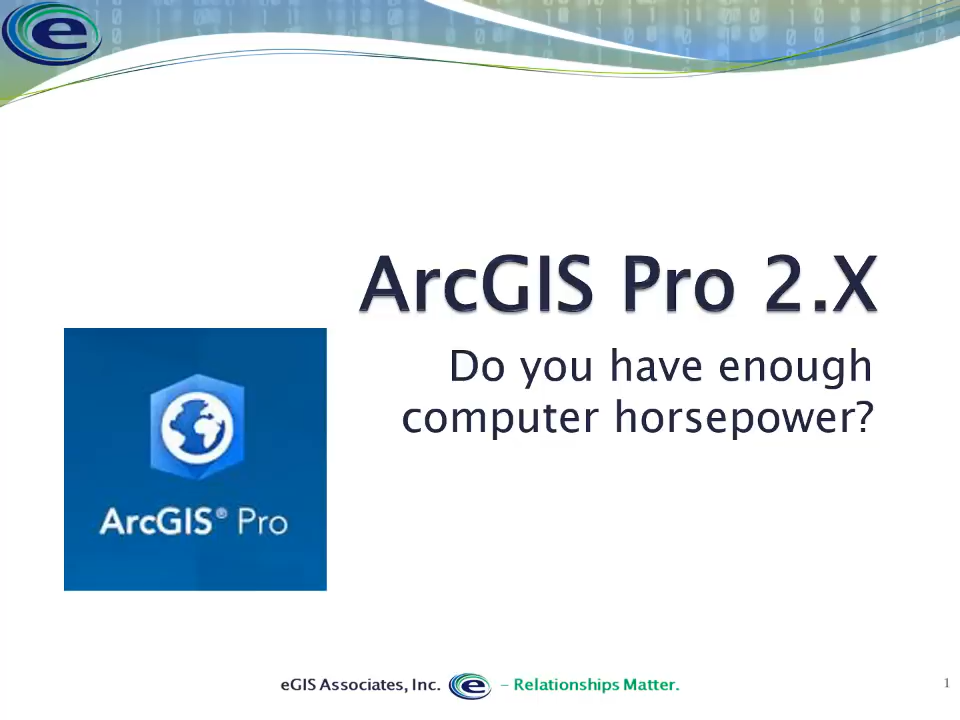 e
ArcGIS Pro 2.X
Do you have enough
computer horsepower?
ArcGIS® Pro
eGIS Associates, Inc. e – Relationships Matter.
1